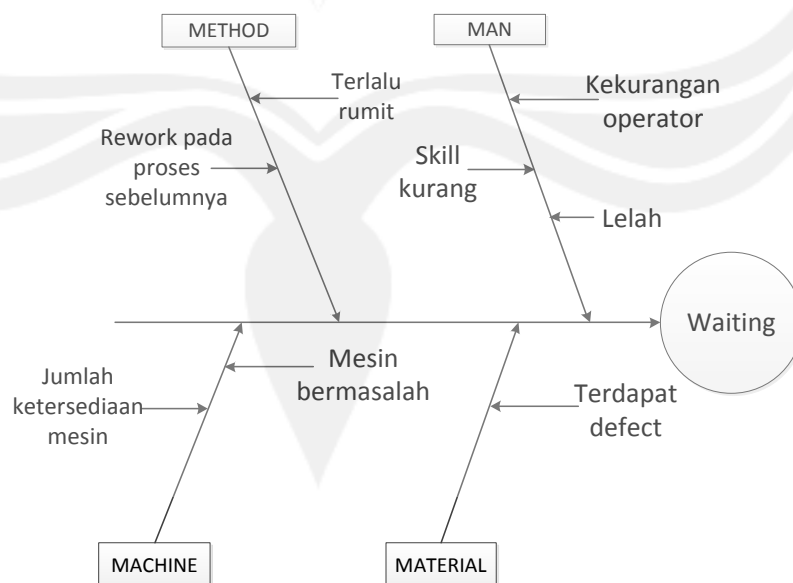 METHOD
MAN
Terlalu
rumit
Kekurangan
operator
Rework pada
proses
sebelumnya
Skill
kurang
Lelah
Waiting
Mesin
bermasalah
Jumlah
ketersediaan
mesin
Terdapat
defect
MACHINE
MATERIAL